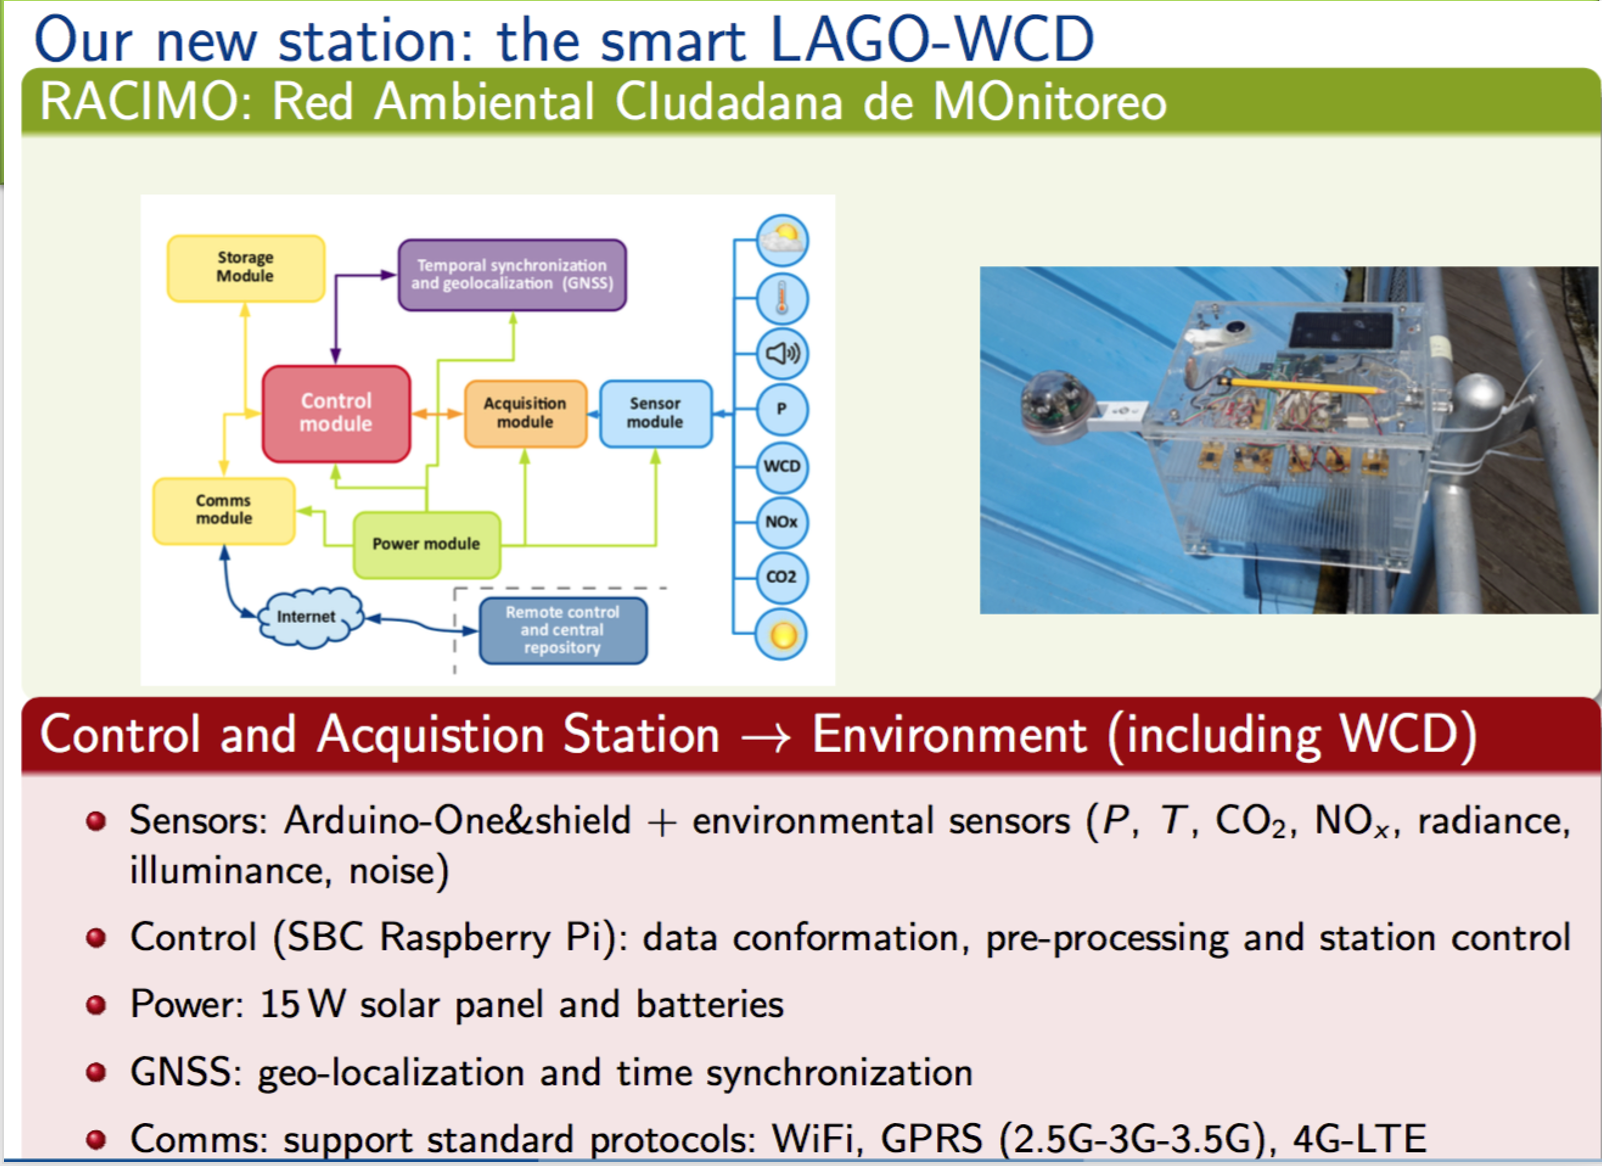 Our new station: the smart LAGO-WCD
RACIMO: Red Ambiental CIudadana de MOnitoreo
Storage
Module
Temporal synchronization
and geolocalization (GNSS)
Control
module
Acquisition
module
Sensor
module
P
WCD
NOx
CO2
Comms
module
Power module
Internet
Remote control
and central
repository
Control and Acquistion Station → Environment (including WCD)
Sensors: Arduino-One&shield + environmental sensors (P, T, CO₂, NOₓ, radiance,
illuminance, noise)
Control (SBC Raspberry Pi): data conformation, pre-processing and station control
Power: 15 W solar panel and batteries
GNSS: geo-localization and time synchronization
Comms: support standard protocols: WiFi, GPRS (2.5G-3G-3.5G), 4G-LTE